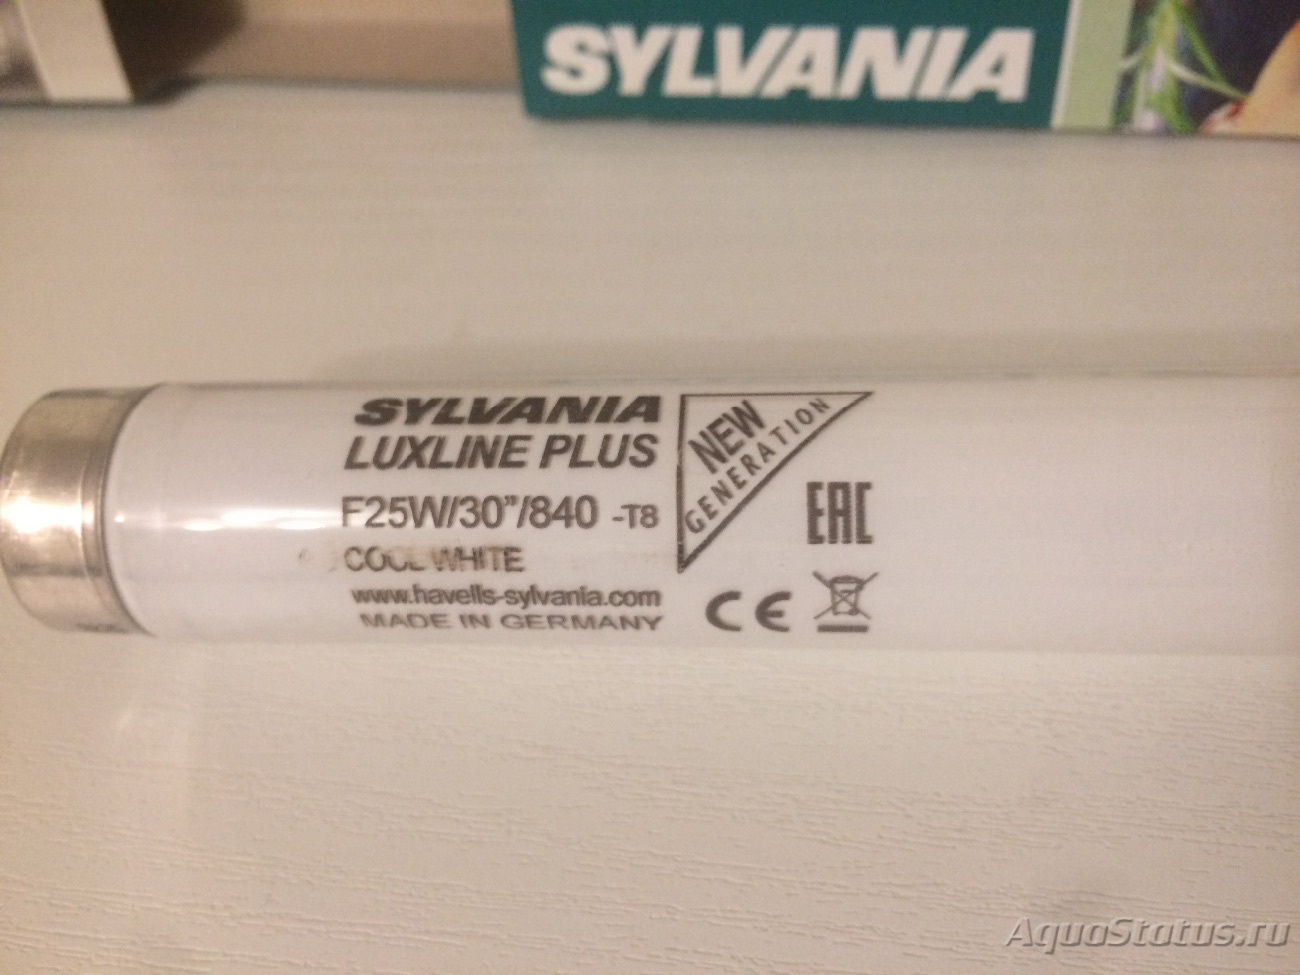 SYLVANIA
SYLVANIA
LUXLINE PLUS
F25W/30”/840 -T8
COOL WHITE
www.havells-sylvania.com
MADE IN GERMANY
NEW
GENERATION
EAC
CE
AquaStatus.ru